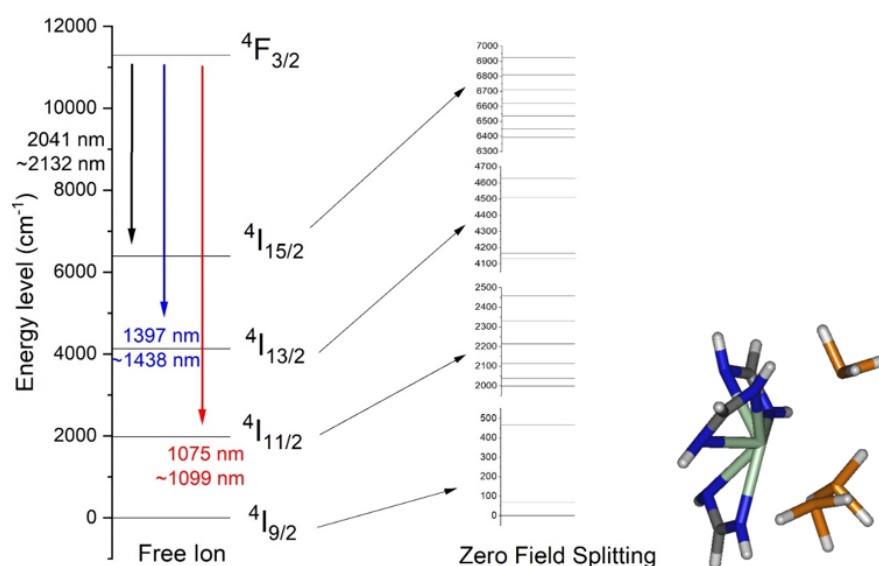 12000
10000
8000
6000
4000
2000
0
Energy level (cm⁻¹)
⁴F₃/₂
2041 nm
~2132 nm
⁴I₁₅/₂
1397 nm
~1438 nm
⁴I₁₃/₂
⁴I₁₁/₂
1075 nm
~1099 nm
⁴I₉/₂
Free Ion
7000
6900
6800
6700
6600
6500
6400
6300
4700
4600
4500
4400
4300
4200
4100
2500
2400
2300
2200
2100
2000
500
400
300
200
100
0
Zero Field Splitting